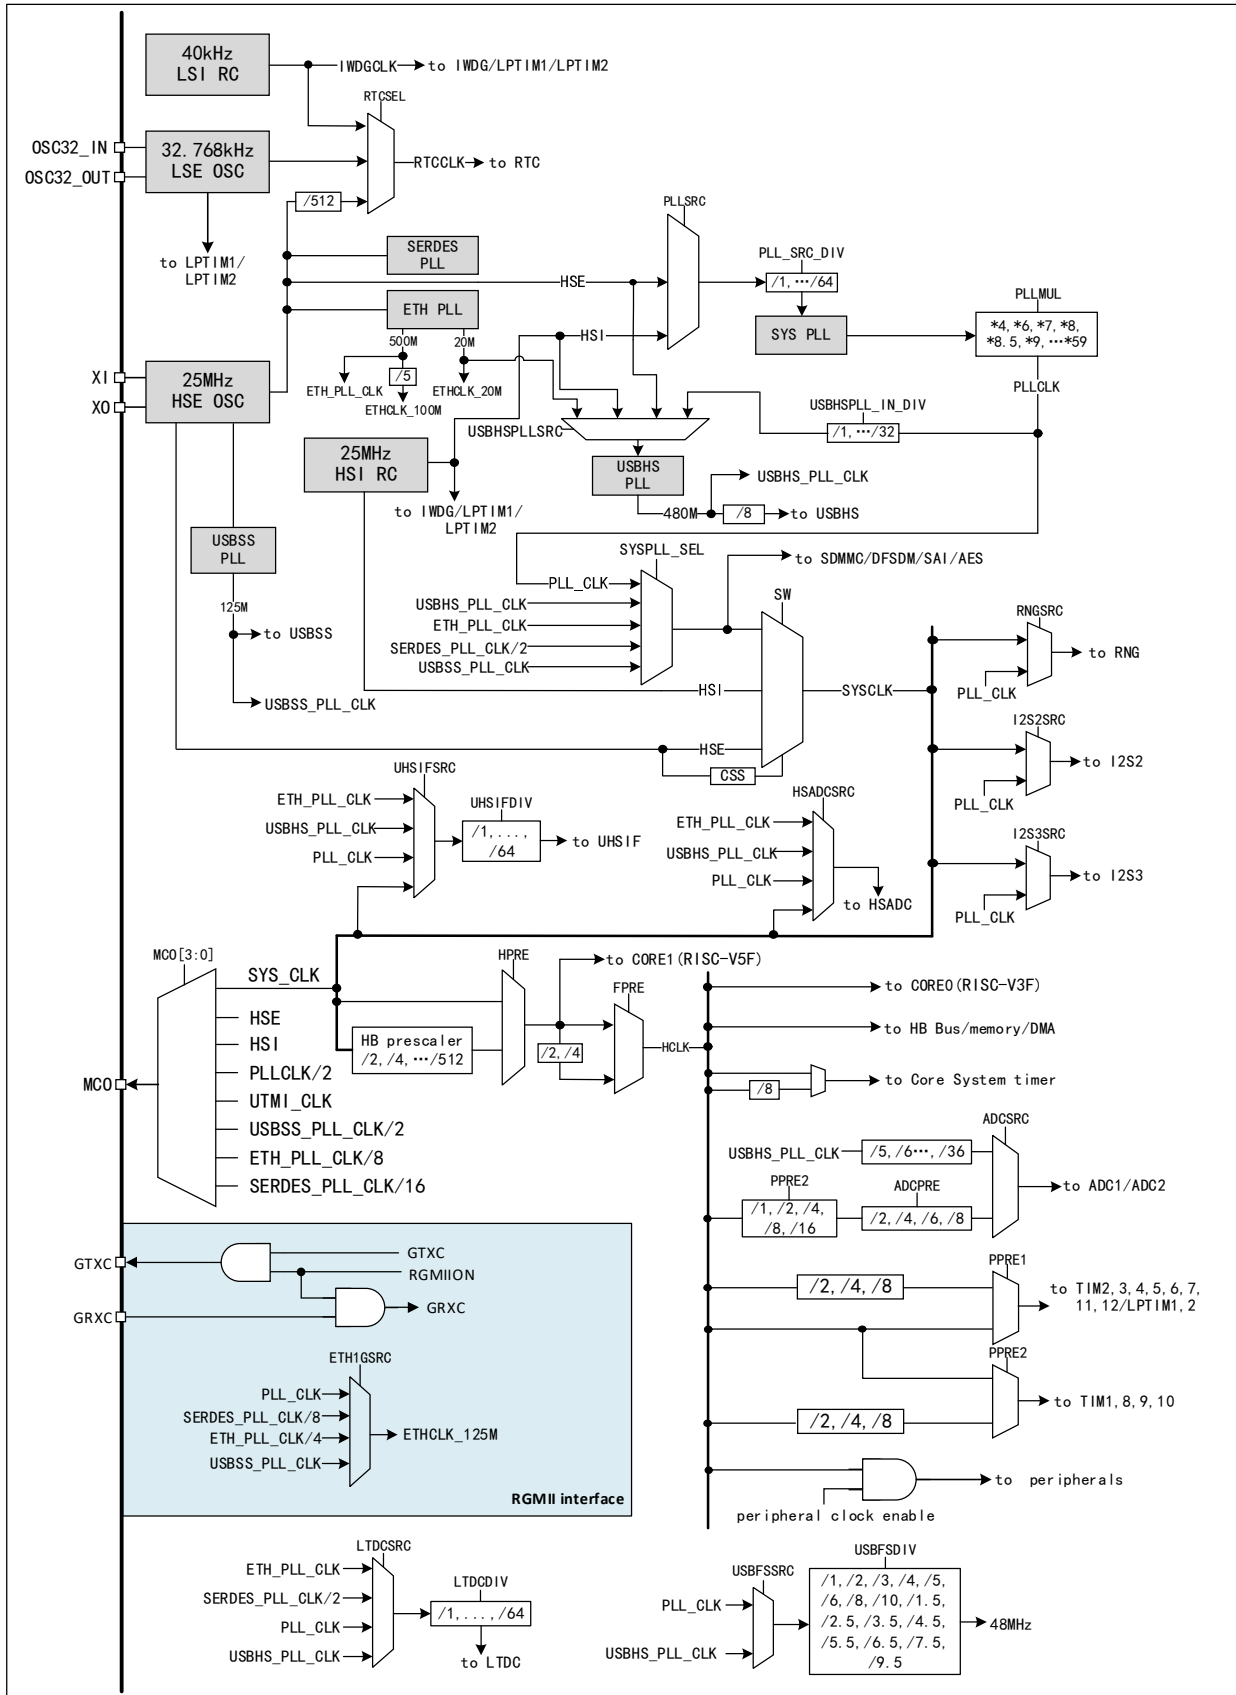 40kHz
LSI RC
IWDGCLK
to IWDG/LPTIM1/LPTIM2
RTCSEL
OSC32_IN
OSC32_OUT
32.768kHz
LSE OSC
RTCCLK
to RTC
/512
to LPTIM1/
LPTIM2
SERDES
PLL
HSE
ETH PLL
500M
20M
HSI
/5
ETH_PLL_CLK
ETHCLK_100M
ETHCLK_20M
PLLSRC
PLL_SRC_DIV
/1, ···/64
SYS PLL
PLLMUL
*4, *6, *7, *8,
*8.5, *9, ···*59
PLLCLK
XI
XO
25MHz
HSE OSC
USBHSPLL_IN_DIV
/1, ···/32
USBHSPLLSRC
25MHz
HSI RC
to IWDG/LPTIM1/
LPTIM2
USBHS
PLL
USBHS_PLL_CLK
480M
/8
to USBHS
USBSS
PLL
125M
to USBSS
USBSS_PLL_CLK
SYSPLL_SEL
to SDMMC/DFSDM/SAI/AES
PLL_CLK
USBHS_PLL_CLK
ETH_PLL_CLK
SERDES_PLL_CLK/2
USBSS_PLL_CLK
SW
HSI
SYSCLK
HSE
CSS
RNGSRC
to RNG
PLL_CLK
I2S2SRC
to I2S2
PLL_CLK
I2S3SRC
to I2S3
PLL_CLK
UHSIFSRC
ETH_PLL_CLK
USBHS_PLL_CLK
PLL_CLK
UHSIFDIV
/1, ...,
/64
to UHSIF
HSADCSRC
ETH_PLL_CLK
USBHS_PLL_CLK
PLL_CLK
to HSADC
MCO[3:0]
SYS_CLK
HSE
HSI
PLLCLK/2
UTMI_CLK
USBSS_PLL_CLK/2
ETH_PLL_CLK/8
SERDES_PLL_CLK/16
MCO
HPRE
HB prescaler
/2, /4, ···/512
to CORE1(RISC-V5F)
FPRE
/2, /4
HCLK
to CORE0(RISC-V3F)
to HB Bus/memory/DMA
/8
to Core System timer
ADCSRC
USBHS_PLL_CLK
/5, /6···, /36
PPRE2
/1, /2, /4,
/8, /16
ADCPRE
/2, /4, /6, /8
to ADC1/ADC2
PPRE1
/2, /4, /8
to TIM2, 3, 4, 5, 6, 7,
11, 12/LPTIM1, 2
PPRE2
/2, /4, /8
to TIM1, 8, 9, 10
to peripherals
peripheral clock enable
GTXC
GTXC
RGMIION
GRXC
GRXC
ETH1GSRC
PLL_CLK
SERDES_PLL_CLK/8
ETH_PLL_CLK/4
USBSS_PLL_CLK
ETHCLK_125M
RGMII interface
LTDCSRC
ETH_PLL_CLK
SERDES_PLL_CLK/2
PLL_CLK
USBHS_PLL_CLK
LTDCDIV
/1, ..., /64
to LTDC
USBFSSRC
PLL_CLK
USBHS_PLL_CLK
USBFSDIV
/1, /2, /3, /4, /5,
/6, /8, /10, /1.5,
/2.5, /3.5, /4.5,
/5.5, /6.5, /7.5,
/9.5
48MHz